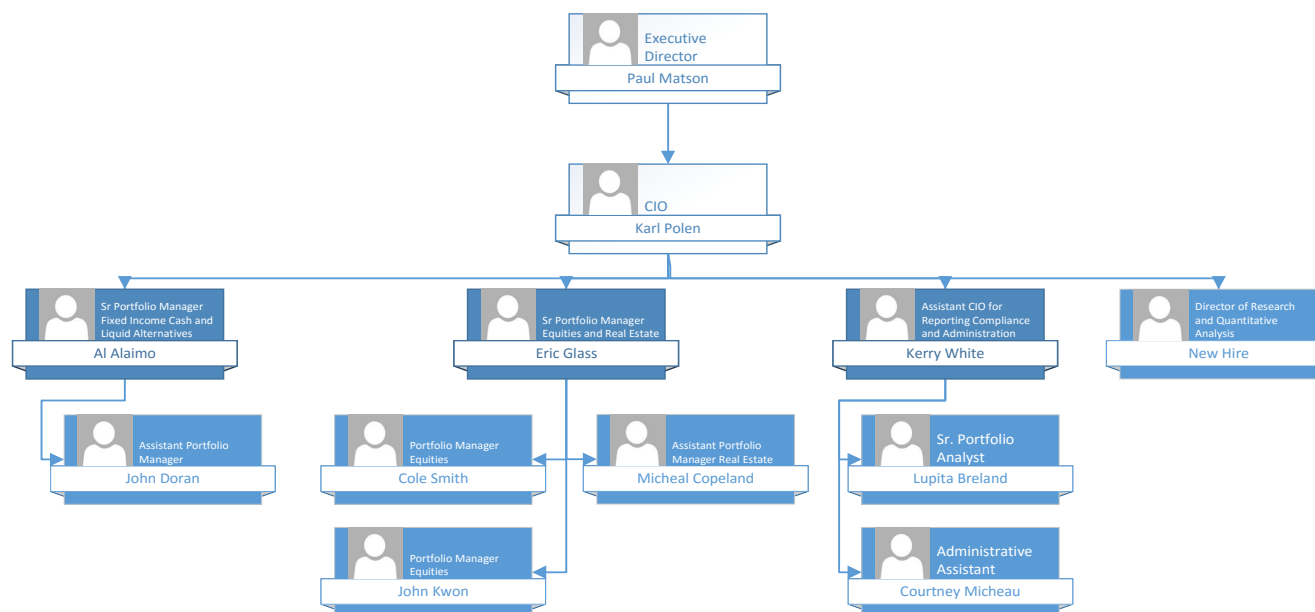 Executive
Director
Paul Matson
CIO
Karl Polen
Sr Portfolio Manager
Fixed Income Cash and
Liquid Alternatives
Al Alaimo
Sr Portfolio Manager
Equities and Real Estate
Eric Glass
Assistant CIO for
Reporting Compliance
and Administration
Kerry White
Director of Research
and Quantitative
Analysis
New Hire
Assistant Portfolio
Manager
John Doran
Portfolio Manager
Equities
Cole Smith
Assistant Portfolio
Manager Real Estate
Micheal Copeland
Sr. Portfolio
Analyst
Lupita Breland
Portfolio Manager
Equities
John Kwon
Administrative
Assistant
Courtney Micheau